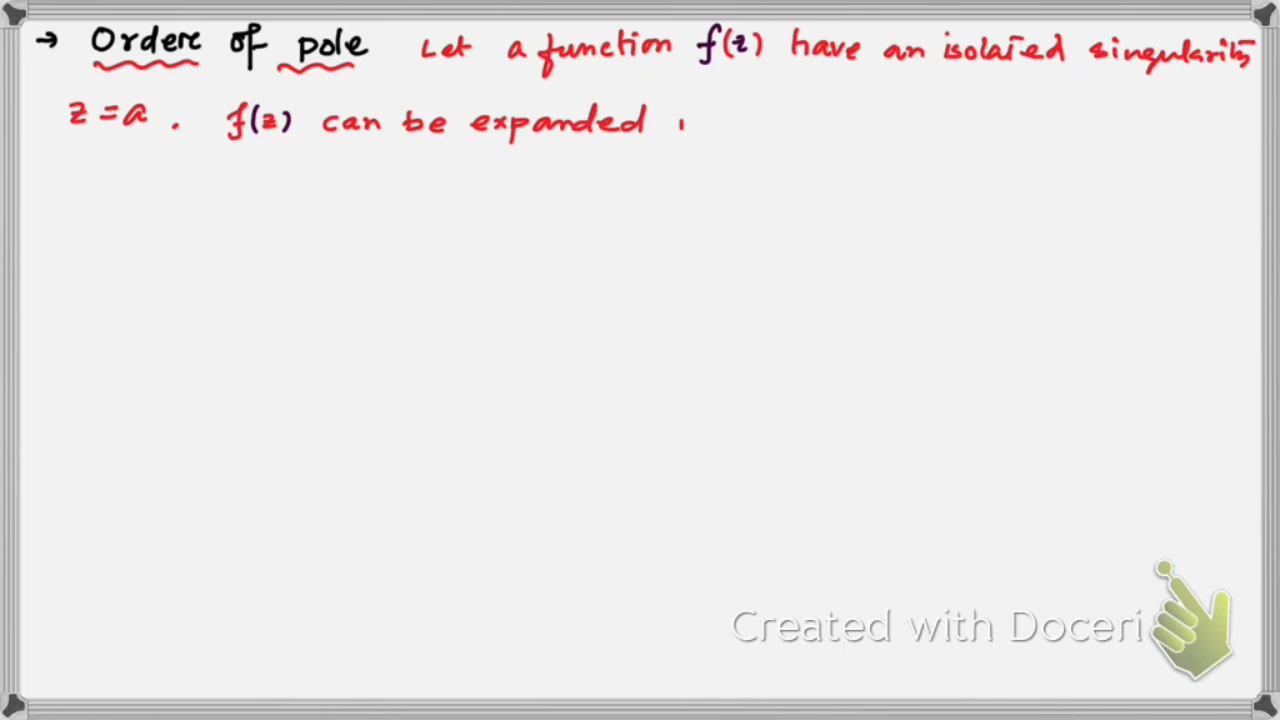 → Ordere of pole Let a function f(z) have an isolated singularity
z = a . f(z) can be expanded
Created with Doceri